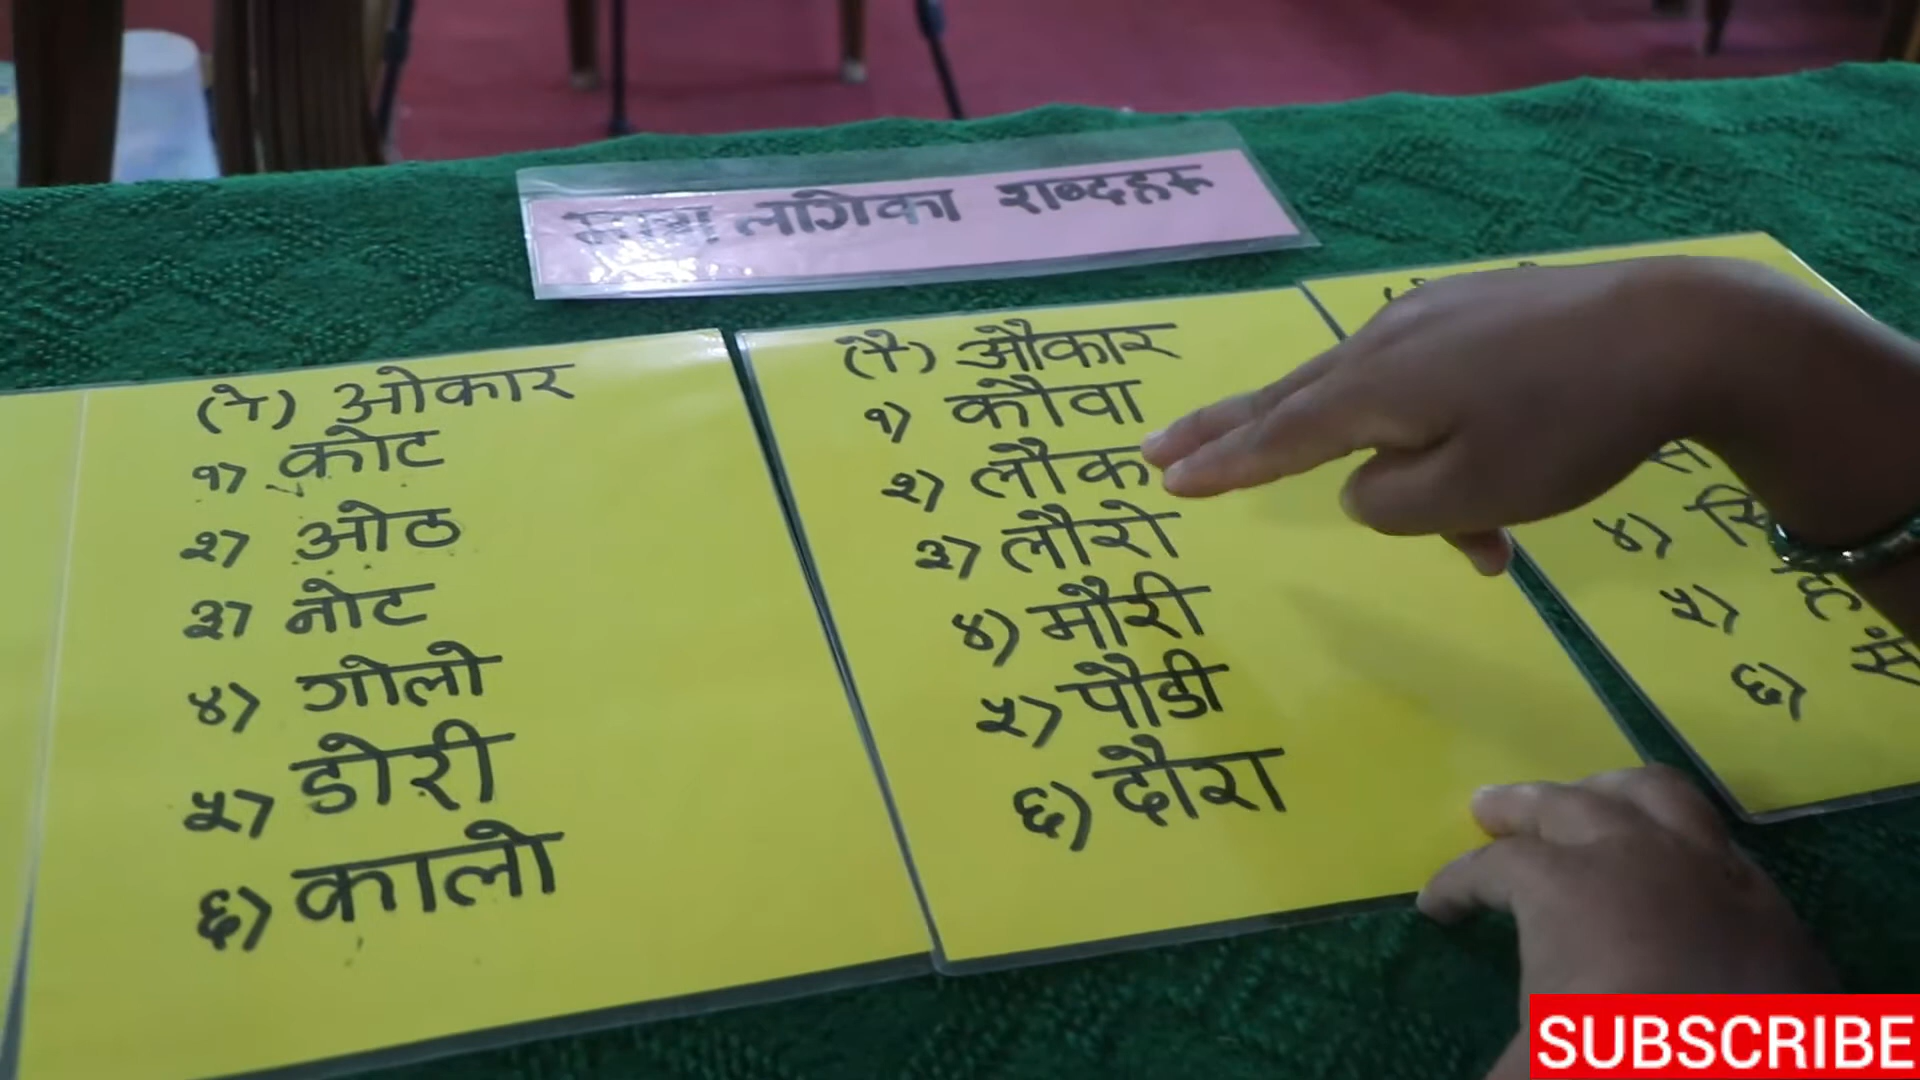 लगिका शब्दहरू
(ो) ओकार
१) कोट
२) ओठ
३) नोट
४) गोलो
५) डोरी
६) कालो
(ौ) औकार
१) कौवा
२) लौक
३) लौरो
४) मौरी
५) पौडी
६) दौरा
४) सि
५)
६)
SUBSCRIBE